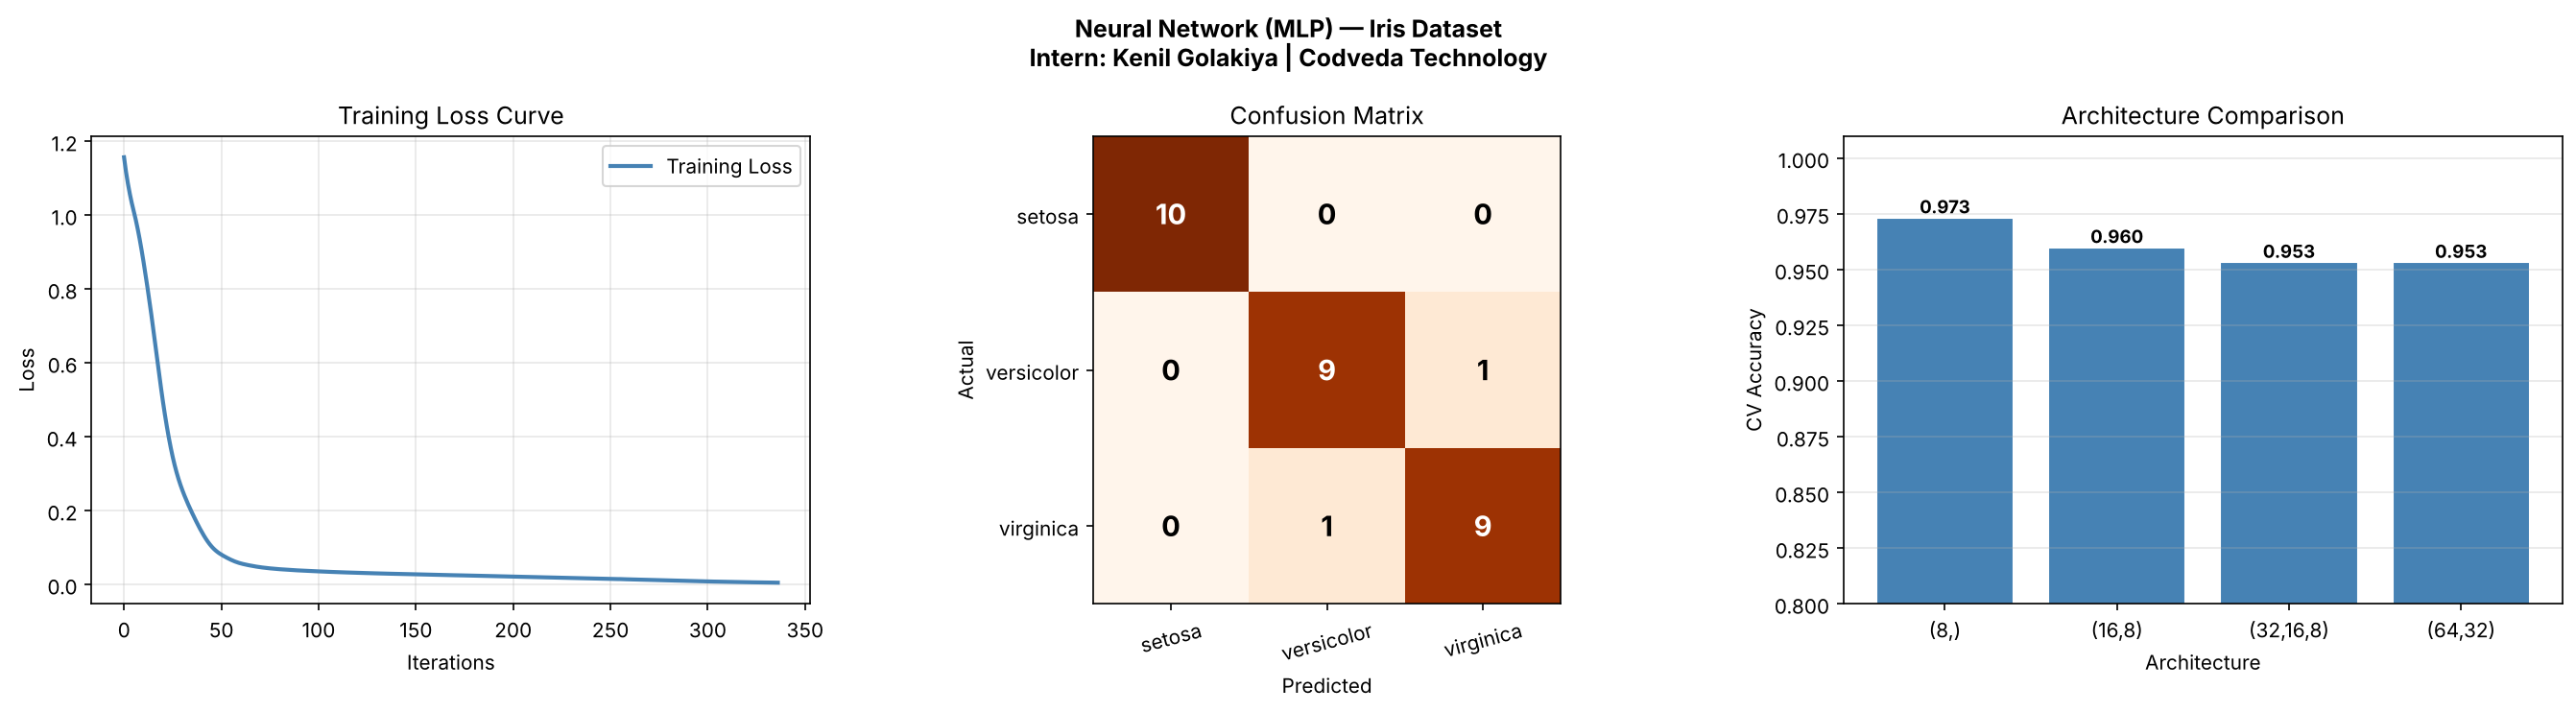 Neural Network (MLP) — Iris Dataset
Intern: Kenil Golakiya | Codveda Technology
Training Loss Curve
Training Loss
1.2
1.0
0.8
0.6
0.4
0.2
0.0
Loss
0 50 100 150 200 250 300 350
Iterations
Confusion Matrix
Actual
setosa 10 0 0
versicolor 0 9 1
virginica 0 1 9
setosa versicolor virginica
Predicted
Architecture Comparison
1.000
0.975
0.950
0.925
0.900
0.875
0.850
0.825
0.800
CV Accuracy
0.973 0.960 0.953 0.953
(8,) (16,8) (32,16,8) (64,32)
Architecture